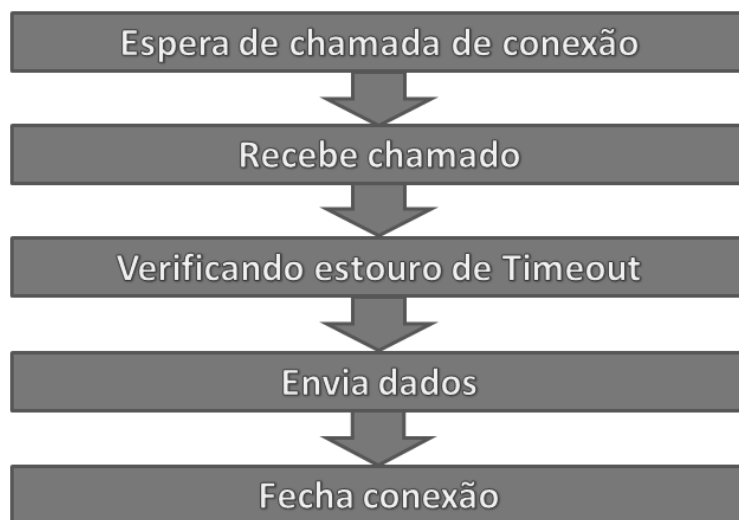 Espera de chamada de conexão
Recebe chamado
Verificando estouro de Timeout
Envia dados
Fecha conexão